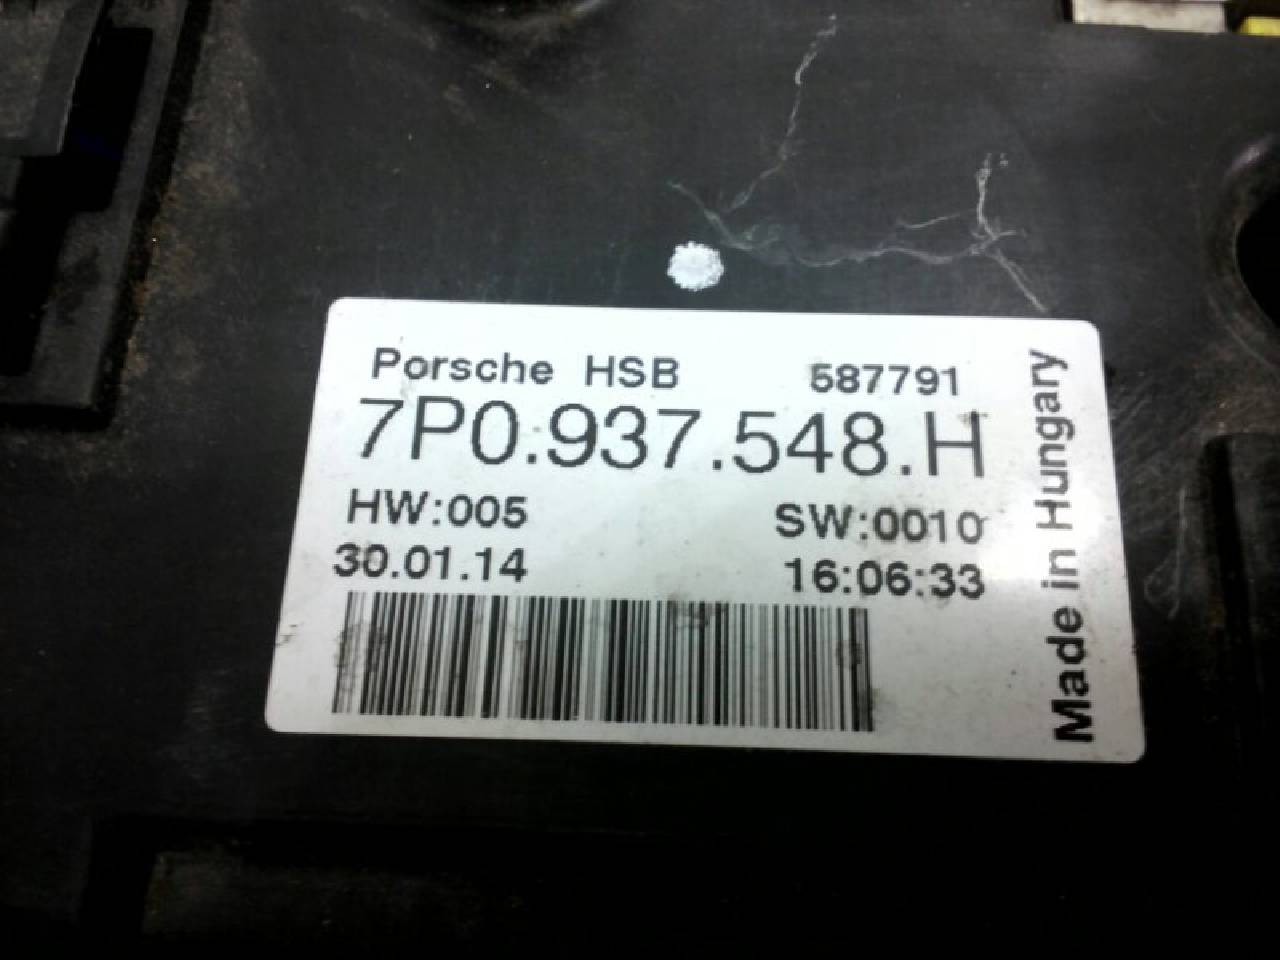 Porsche HSB 587791
7P0.937.548.H
HW:005 SW:0010
30.01.14 16:06:33
Made in Hungary